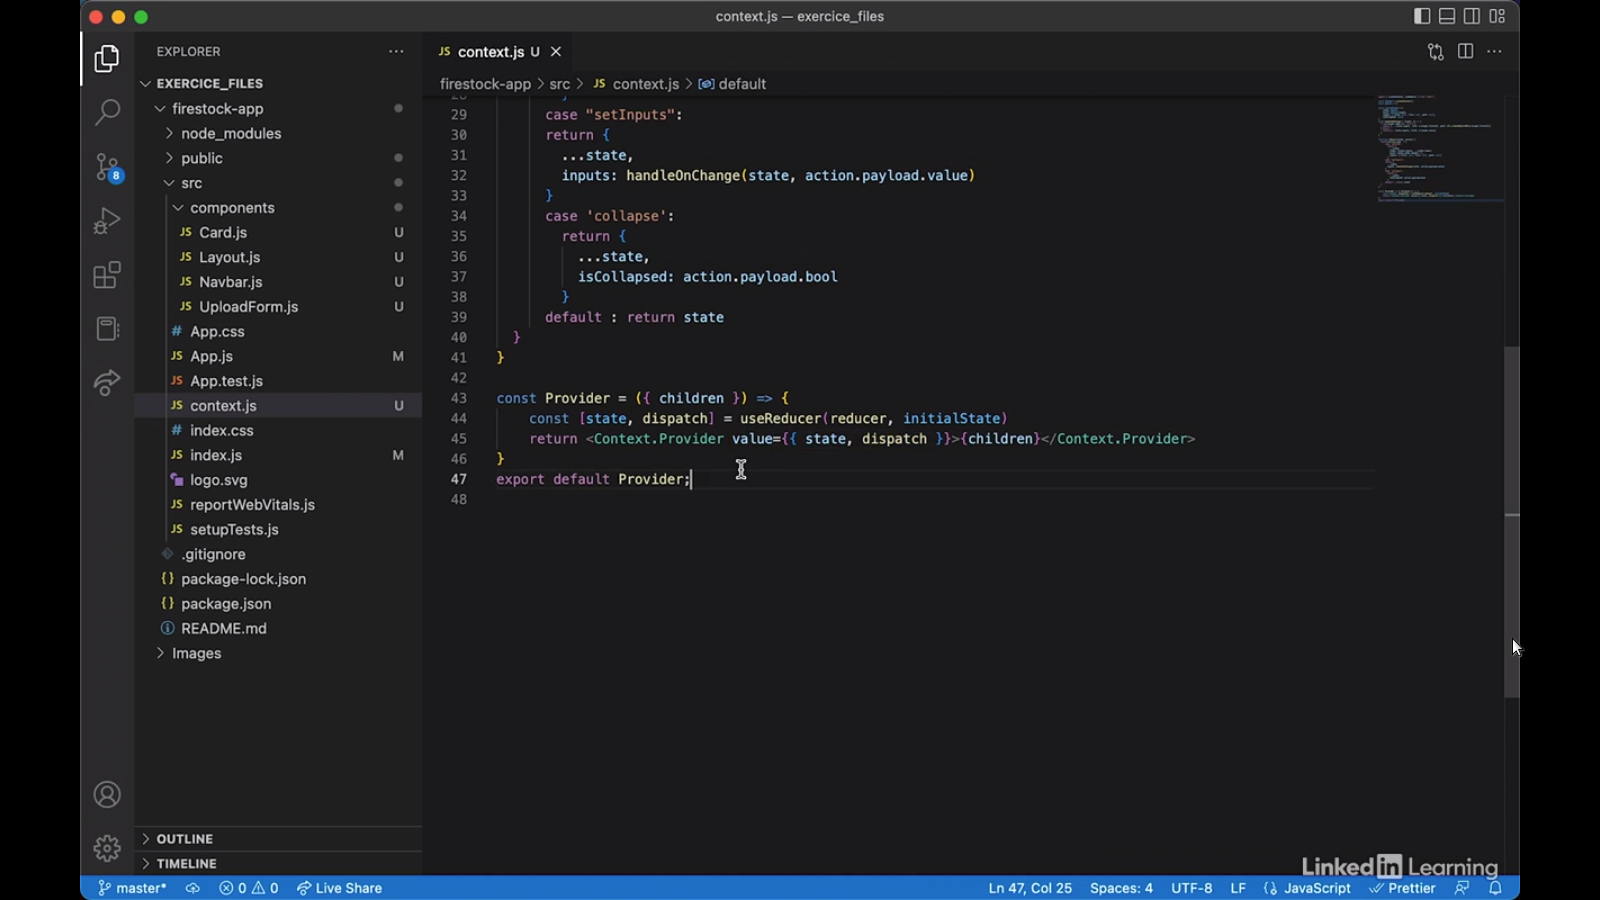 context.js — exercice_files
EXPLORER
EXERCICE_FILES
firestock-app
node_modules
public
src
components
JS Card.js U
JS Layout.js U
JS Navbar.js U
JS UploadForm.js U
# App.css
JS App.js M
JS App.test.js
JS context.js U
# index.css
JS index.js M
logo.svg
JS reportWebVitals.js
JS setupTests.js
.gitignore
{} package-lock.json
{} package.json
README.md
Images
OUTLINE
TIMELINE
8
JS context.js U
firestock-app > src > JS context.js > default
29 case "setInputs":
30 return {
31 ...state,
32 inputs: handleOnChange(state, action.payload.value)
33 }
34 case 'collapse':
35 return {
36 ...state,
37 isCollapsed: action.payload.bool
38 }
39 default : return state
40 }
41 }
42
43 const Provider = ({ children }) => {
44 const [state, dispatch] = useReducer(reducer, initialState)
45 return <Context.Provider value={{ state, dispatch }}>{children}</Context.Provider>
46 }
47 export default Provider;
48
LinkedIn Learning
master* 0 0 Live Share Ln 47, Col 25 Spaces: 4 UTF-8 LF {} JavaScript Prettier